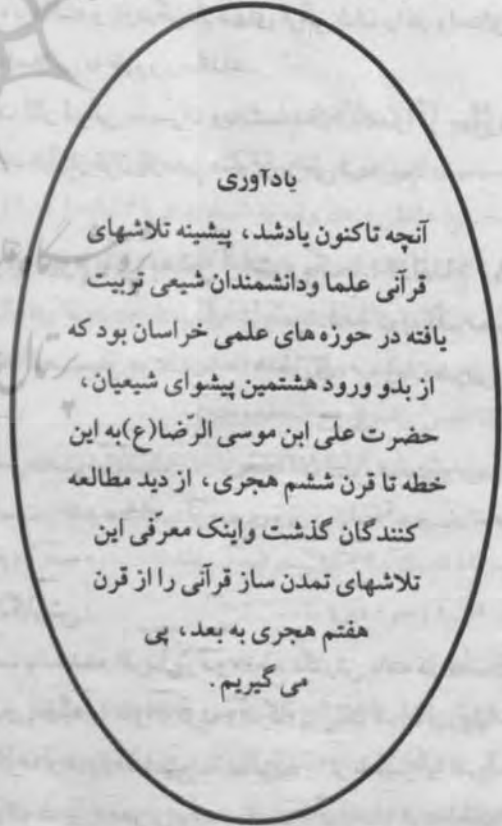 یادآوری
آنچه تاکنون یادشد، پیشینه تلاشهای
قرآنی علما ودانشمندان شیعی تربیت
یافته در حوزه های علمی خراسان بود که
از بدو ورود هشتمین پیشوای شیعیان،
حضرت علی ابن موسی الرّضا(ع)به این
خطه تا قرن ششم هجری، از دید مطالعه
کنندگان گذشت واینک معرّفی این
تلاشهای تمدن ساز قرآنی را از قرن
هفتم هجری به بعد، پی
می گیریم.